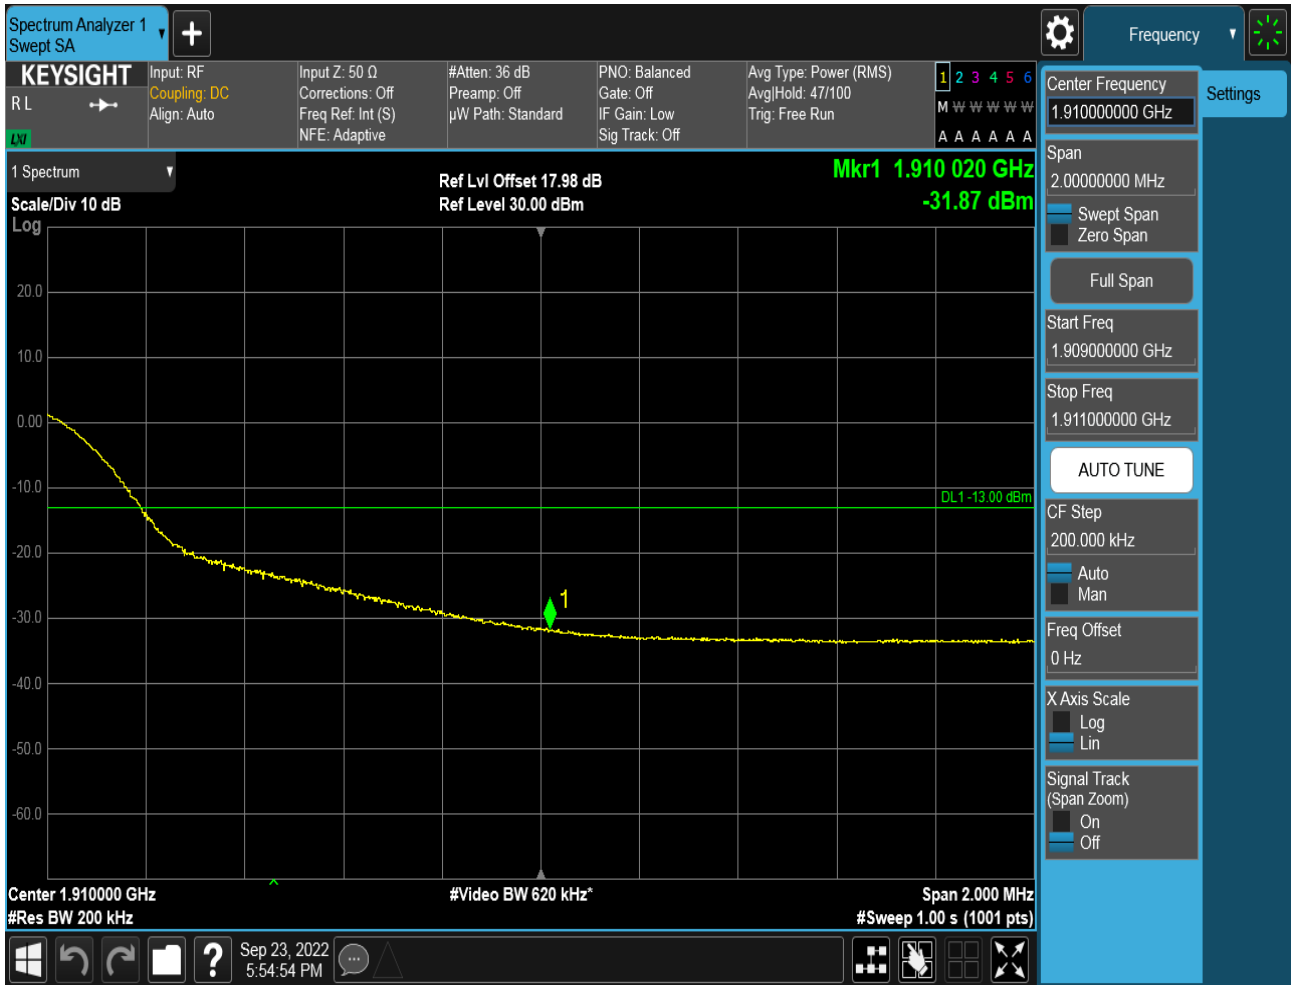 Spectrum Analyzer 1
Swept SA
Frequency
KEYSIGHT
R L
LXI
Input: RF
Coupling: DC
Align: Auto
Input Z: 50 Ω
Corrections: Off
Freq Ref: Int (S)
NFE: Adaptive
#Atten: 36 dB
Preamp: Off
µW Path: Standard
PNO: Balanced
Gate: Off
IF Gain: Low
Sig Track: Off
Avg Type: Power (RMS)
Avg|Hold: 47/100
Trig: Free Run
1 2 3 4 5 6
M W W W W W
A A A A A A
1 Spectrum
Scale/Div 10 dB
Log
Ref Lvl Offset 17.98 dB
Ref Level 30.00 dBm
Mkr1 1.910 020 GHz
-31.87 dBm
20.0
10.0
0.00
-10.0
DL1 -13.00 dBm
-20.0
1
-30.0
-40.0
-50.0
-60.0
Center 1.910000 GHz
#Video BW 620 kHz*
Span 2.000 MHz
#Res BW 200 kHz
#Sweep 1.00 s (1001 pts)
Center Frequency
1.910000000 GHz
Settings
Span
2.00000000 MHz
Swept Span
Zero Span
Full Span
Start Freq
1.909000000 GHz
Stop Freq
1.911000000 GHz
AUTO TUNE
CF Step
200.000 kHz
Auto
Man
Freq Offset
0 Hz
X Axis Scale
Log
Lin
Signal Track
(Span Zoom)
On
Off
?
Sep 23, 2022
5:54:54 PM